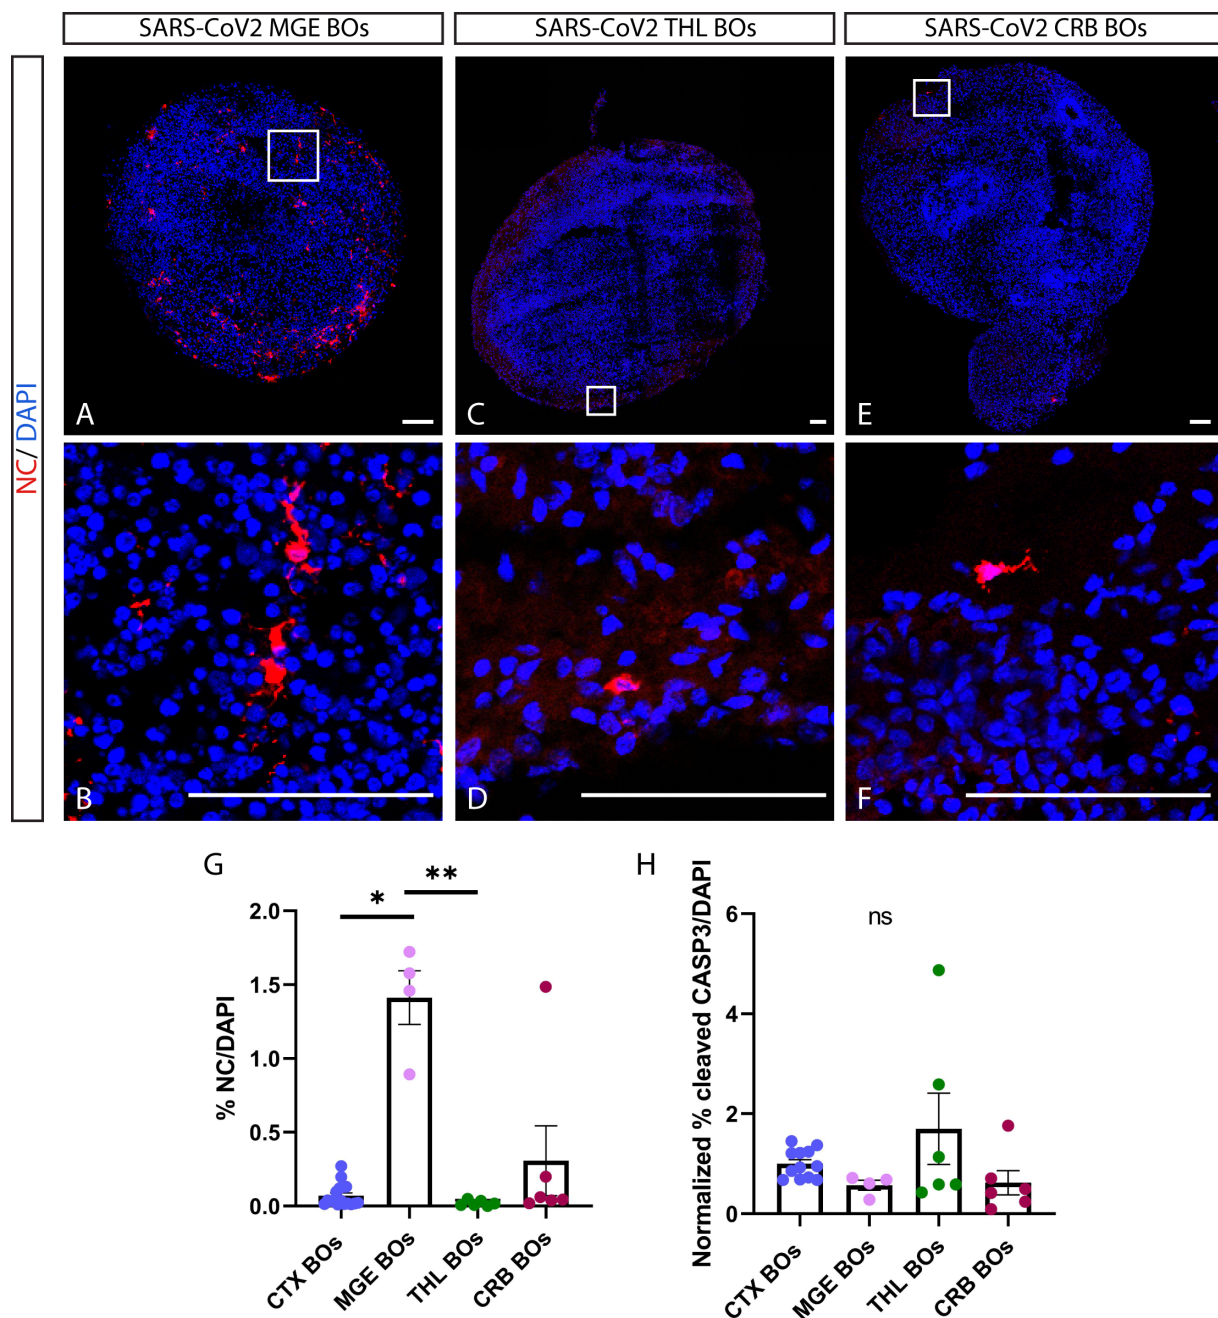 SARS-CoV2 MGE BOs
SARS-CoV2 THL BOs
SARS-CoV2 CRB BOs
NC/ DAPI
A
C
E
B
D
F
G
H
* **
% NC/DAPI
2.0
1.5
1.0
0.5
0.0
CTX BOs
MGE BOs
THL BOs
CRB BOs
Normalized % cleaved CASP3/DAPI
ns
6
4
2
0
CTX BOs
MGE BOs
THL BOs
CRB BOs